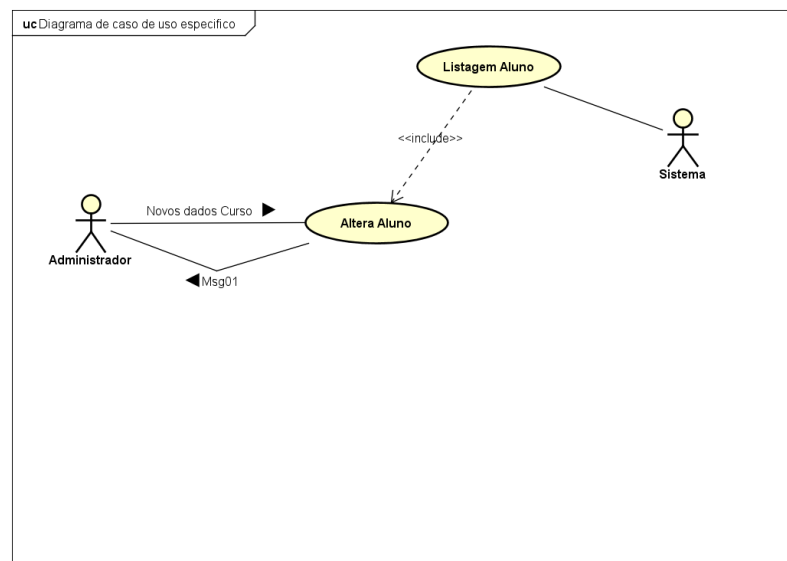 uc Diagrama de caso de uso especifico
Listagem Aluno
<<include>>
Sistema
Novos dados Curso
Altera Aluno
Administrador
Msg01